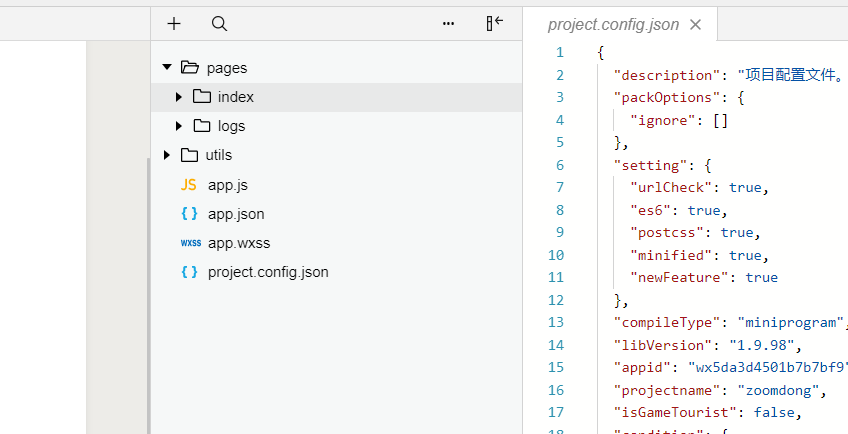 pages
index
logs
utils
JS app.js
{ } app.json
wxss app.wxss
{ } project.config.json
project.config.json
1 {
2 "description": "项目配置文件。
3 "packOptions": {
4 "ignore": []
5 },
6 "setting": {
7 "urlCheck": true,
8 "es6": true,
9 "postcss": true,
10 "minified": true,
11 "newFeature": true
12 },
13 "compileType": "miniprogram",
14 "libVersion": "1.9.98",
15 "appid": "wx5da3d4501b7b7bf9"
16 "projectname": "zoomdong",
17 "isGameTourist": false,
18 "condition": {